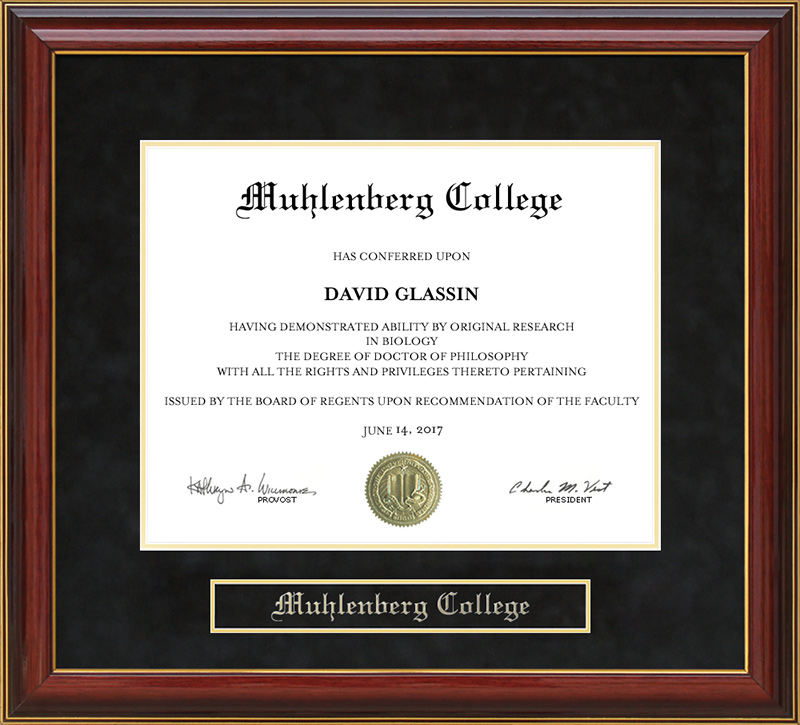 Muhlenberg College
HAS CONFERRED UPON
DAVID GLASSIN
HAVING DEMONSTRATED ABILITY BY ORIGINAL RESEARCH
IN BIOLOGY
THE DEGREE OF DOCTOR OF PHILOSOPHY
WITH ALL THE RIGHTS AND PRIVILEGES THERETO PERTAINING
ISSUED BY THE BOARD OF REGENTS UPON RECOMMENDATION OF THE FACULTY
JUNE 14, 2017
PROVOST
Charles M. Vest
PRESIDENT
Muhlenberg College